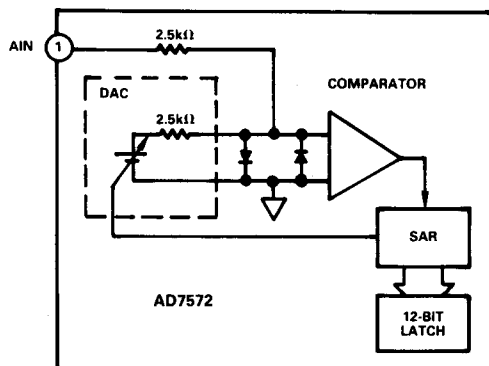 AIN
1
2.5kΩ
COMPARATOR
DAC
2.5kΩ
SAR
AD7572
12-BIT
LATCH